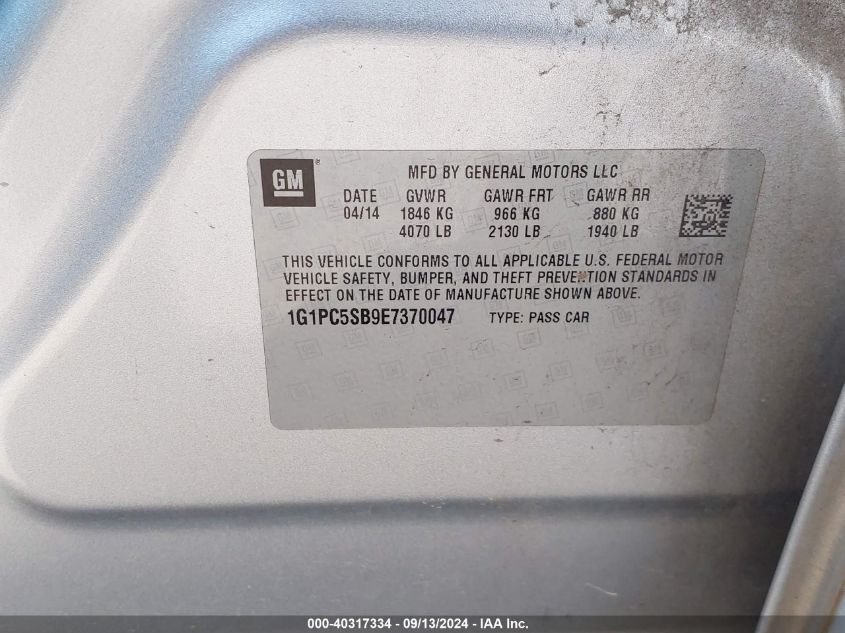 GM®
MFD BY GENERAL MOTORS LLC
DATE GVWR GAWR FRT GAWR RR
04/14 1846 KG 966 KG 880 KG
4070 LB 2130 LB 1940 LB
THIS VEHICLE CONFORMS TO ALL APPLICABLE U.S. FEDERAL MOTOR
VEHICLE SAFETY, BUMPER, AND THEFT PREVENTION STANDARDS IN
EFFECT ON THE DATE OF MANUFACTURE SHOWN ABOVE.
1G1PC5SB9E7370047 TYPE: PASS CAR
000-40317334 - 09/13/2024 - IAA Inc.